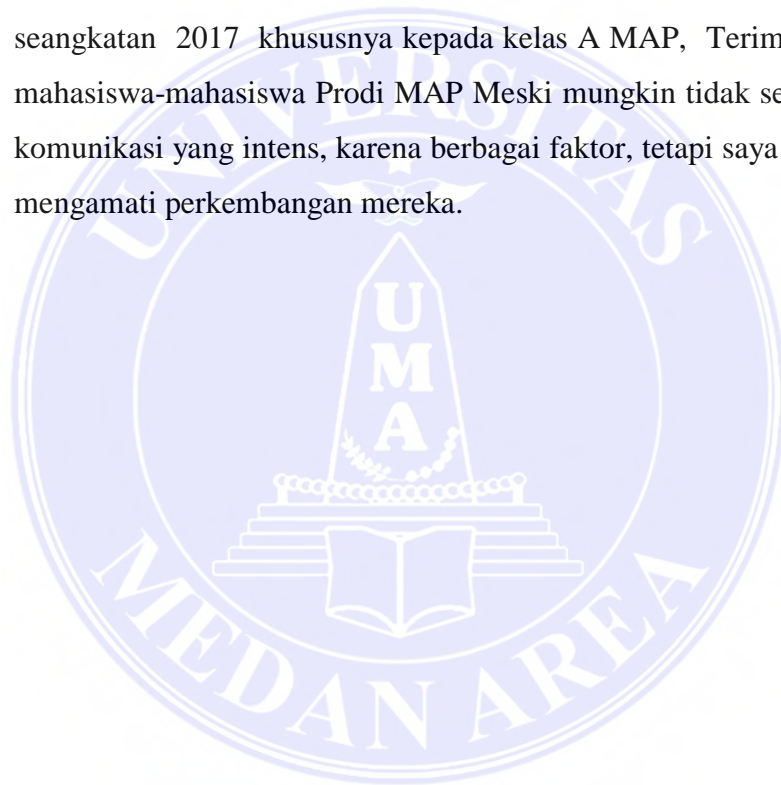 seangkatan 2017 khususnya kepada kelas A MAP, Terim
mahasiswa-mahasiswa Prodi MAP Meski mungkin tidak se
komunikasi yang intens, karena berbagai faktor, tetapi saya
mengamati perkembangan mereka.
UNIVERSITAS
U
M
A
MEDAN AREA